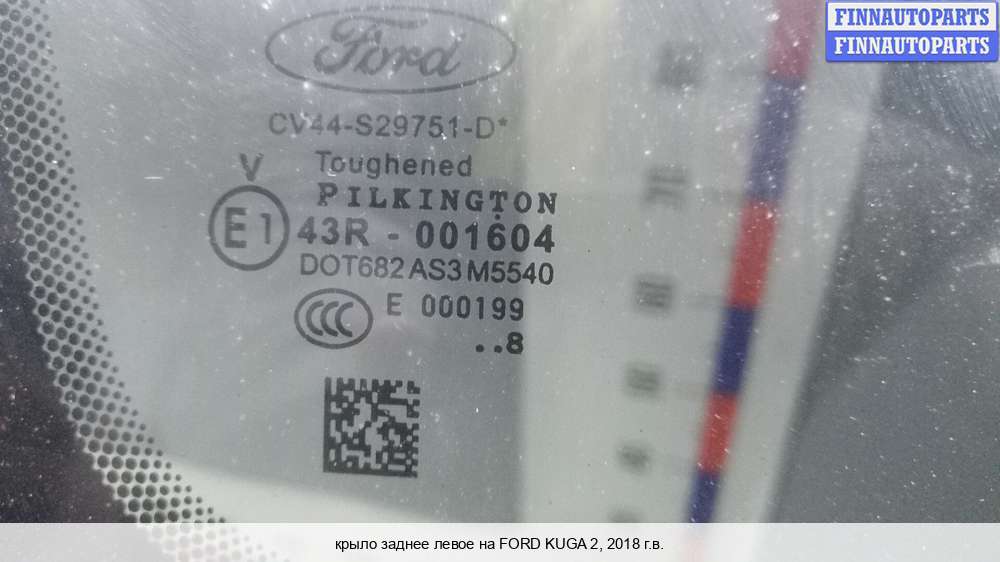 FINNAUTOPARTS
FINNAUTOPARTS
Ford
CV44-S29751-D*
V
Toughened
PILKINGTON
E1
43R - 001604
DOT682 AS3 M5540
CCC
E 000199
..8
крыло заднее левое на FORD KUGA 2, 2018 г.в.